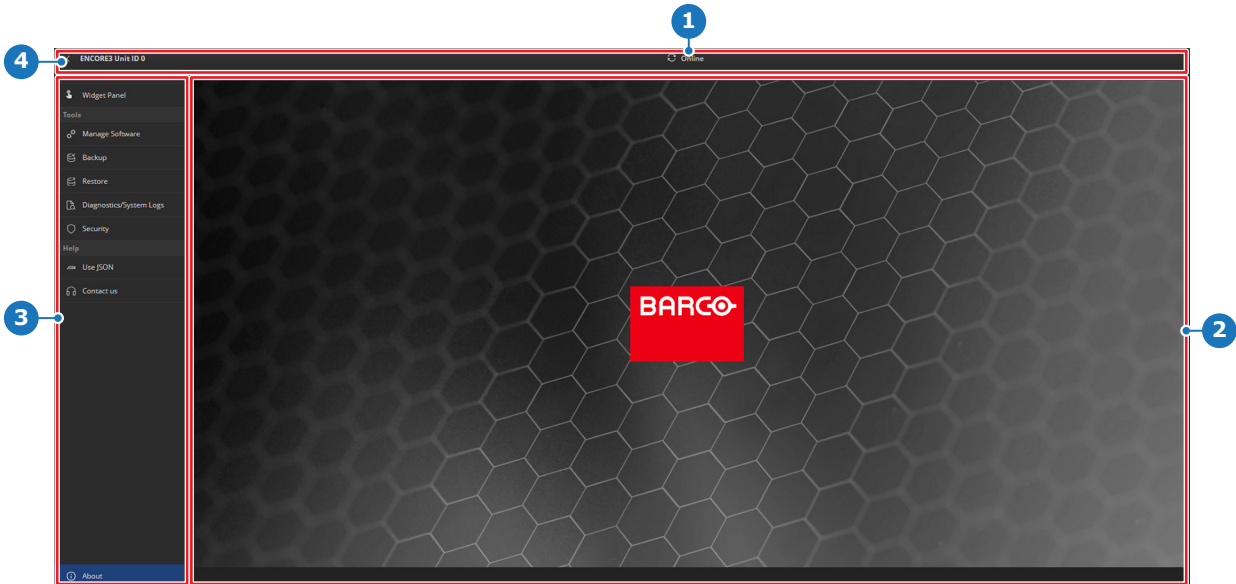 1
4
ENCORE3 Unit ID 0
Online
Widget Panel
Tools
Manage Software
Backup
Restore
Diagnostics/System Logs
Security
Help
JSON Use JSON
Contact us
3
BARCO
2
About